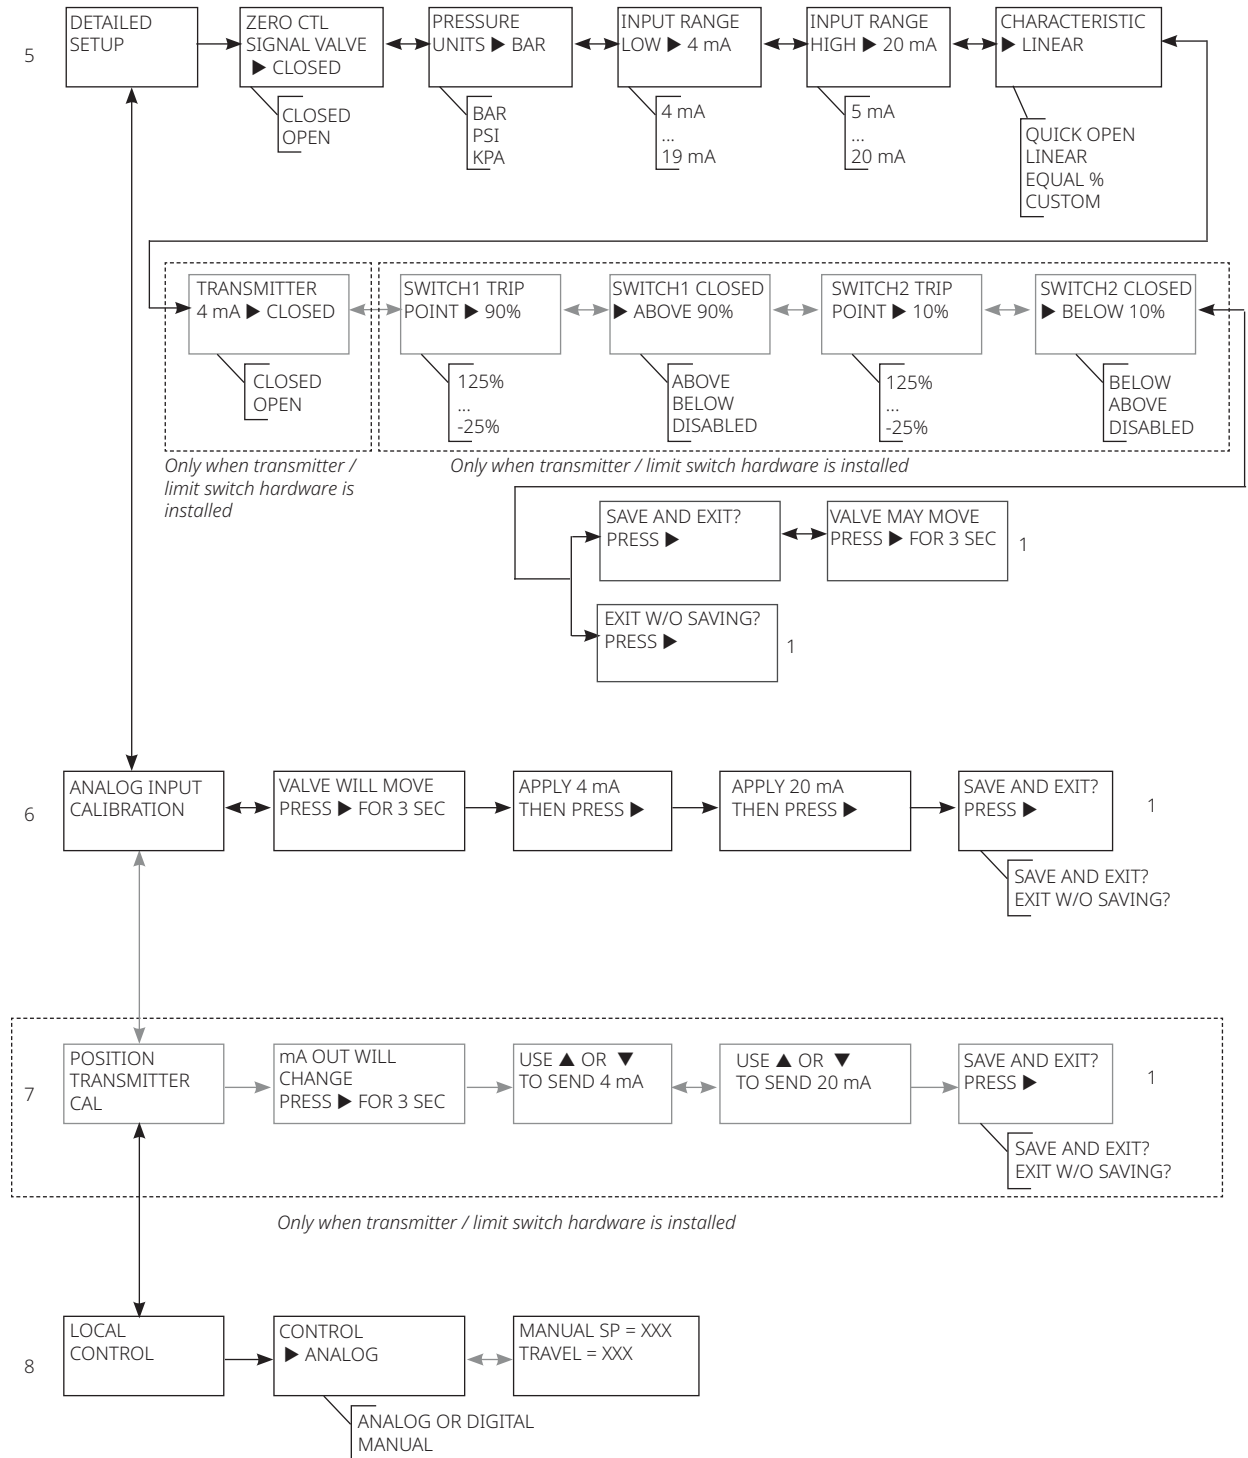 DETAILED
SETUP
ZERO CTL
SIGNAL VALVE
▶ CLOSED
PRESSURE
UNITS ▶ BAR
INPUT RANGE
LOW ▶ 4 mA
INPUT RANGE
HIGH ▶ 20 mA
CHARACTERISTIC
▶ LINEAR
5
CLOSED
OPEN
BAR
PSI
KPA
4 mA
...
19 mA
5 mA
...
20 mA
QUICK OPEN
LINEAR
EQUAL %
CUSTOM
TRANSMITTER
4 mA ▶ CLOSED
SWITCH1 TRIP
POINT ▶ 90%
SWITCH1 CLOSED
▶ ABOVE 90%
SWITCH2 TRIP
POINT ▶ 10%
SWITCH2 CLOSED
▶ BELOW 10%
CLOSED
OPEN
125%
...
-25%
ABOVE
BELOW
DISABLED
125%
...
-25%
BELOW
ABOVE
DISABLED
Only when transmitter /
limit switch hardware is
installed
Only when transmitter / limit switch hardware is installed
SAVE AND EXIT?
PRESS ▶
VALVE MAY MOVE
PRESS ▶ FOR 3 SEC
1
EXIT W/O SAVING?
PRESS ▶
1
6
ANALOG INPUT
CALIBRATION
VALVE WILL MOVE
PRESS ▶ FOR 3 SEC
APPLY 4 mA
THEN PRESS ▶
APPLY 20 mA
THEN PRESS ▶
SAVE AND EXIT?
PRESS ▶
1
SAVE AND EXIT?
EXIT W/O SAVING?
7
POSITION
TRANSMITTER
CAL
mA OUT WILL
CHANGE
PRESS ▶ FOR 3 SEC
USE ▲ OR ▼
TO SEND 4 mA
USE ▲ OR ▼
TO SEND 20 mA
SAVE AND EXIT?
PRESS ▶
1
SAVE AND EXIT?
EXIT W/O SAVING?
Only when transmitter / limit switch hardware is installed
8
LOCAL
CONTROL
CONTROL
▶ ANALOG
MANUAL SP = XXX
TRAVEL = XXX
ANALOG OR DIGITAL
MANUAL